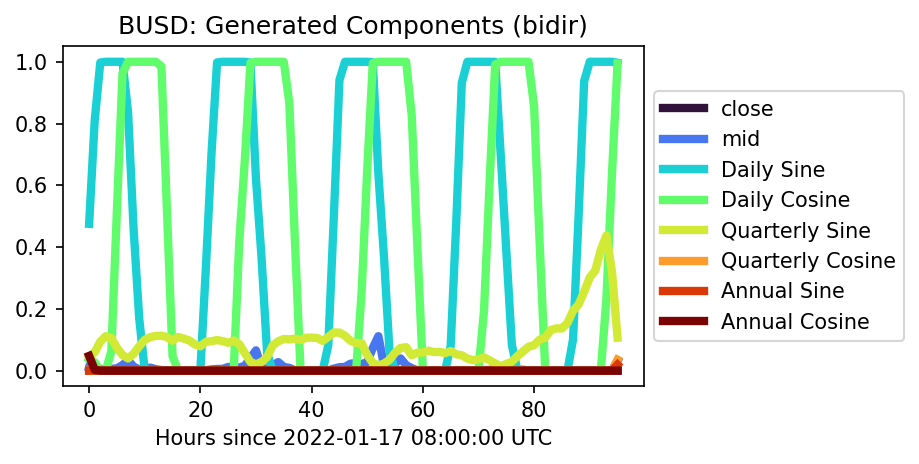 BUSD: Generated Components (bidir)
1.0
0.8
0.6
0.4
0.2
0.0
0
20
40
60
80
Hours since 2022-01-17 08:00:00 UTC
close
mid
Daily Sine
Daily Cosine
Quarterly Sine
Quarterly Cosine
Annual Sine
Annual Cosine